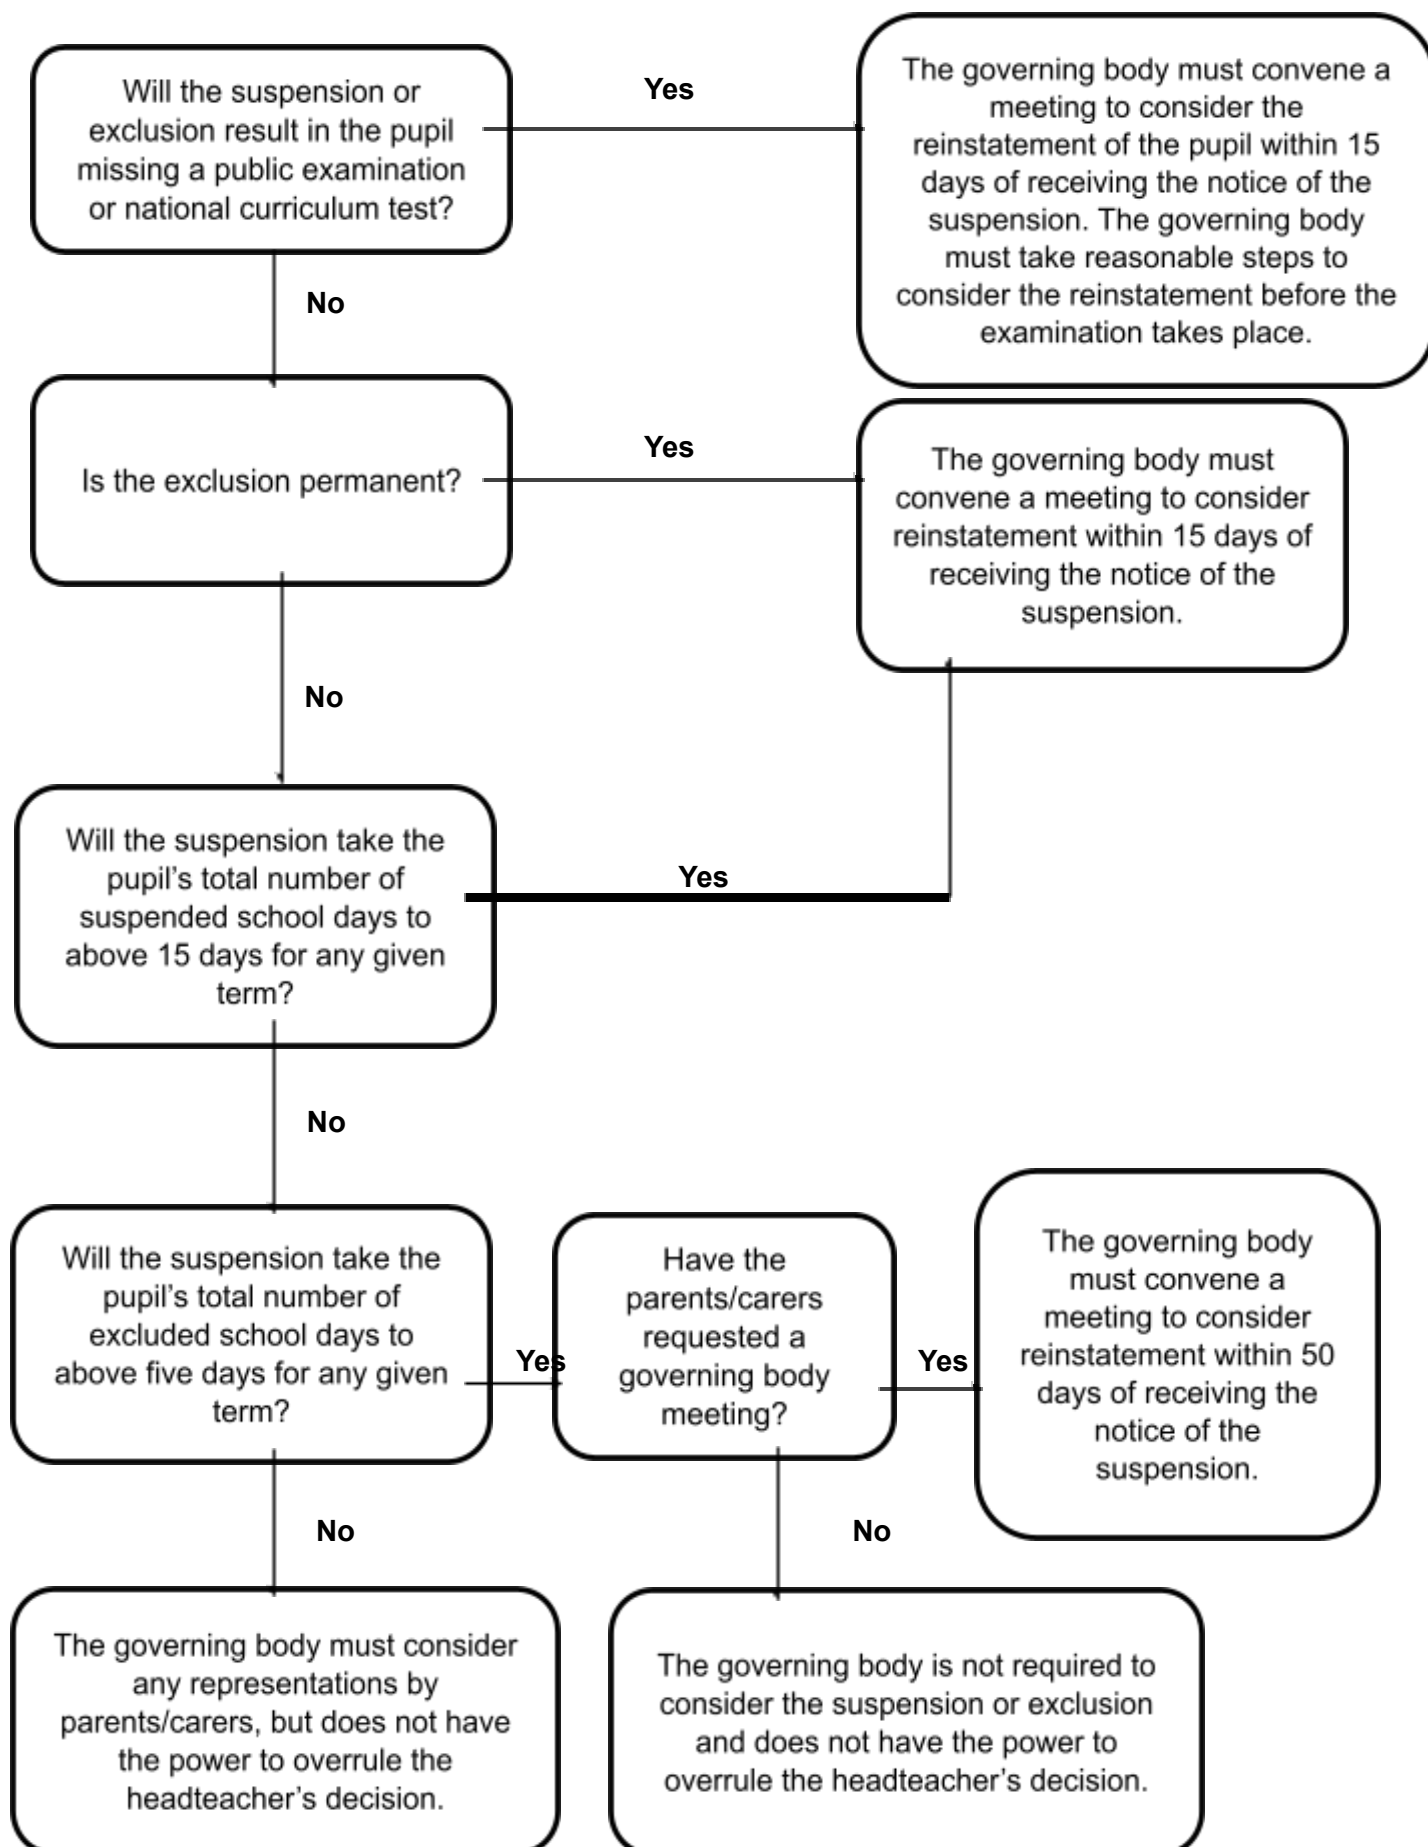 Will the suspension or
exclusion result in the pupil
missing a public examination
or national curriculum test?
Yes
The governing body must convene a
meeting to consider the
reinstatement of the pupil within 15
days of receiving the notice of the
suspension. The governing body
must take reasonable steps to
consider the reinstatement before the
examination takes place.
No
Is the exclusion permanent?
Yes
The governing body must
convene a meeting to consider
reinstatement within 15 days of
receiving the notice of the
suspension.
No
Will the suspension take the
pupil’s total number of
suspended school days to
above 15 days for any given
term?
Yes
No
Will the suspension take the
pupil’s total number of
excluded school days to
above five days for any given
term?
Yes
Have the
parents/carers
requested a
governing body
meeting?
Yes
The governing body
must convene a
meeting to consider
reinstatement within 50
days of receiving the
notice of the
suspension.
No
No
The governing body must consider
any representations by
parents/carers, but does not have
the power to overrule the
headteacher’s decision.
The governing body is not required to
consider the suspension or exclusion
and does not have the power to
overrule the headteacher’s decision.